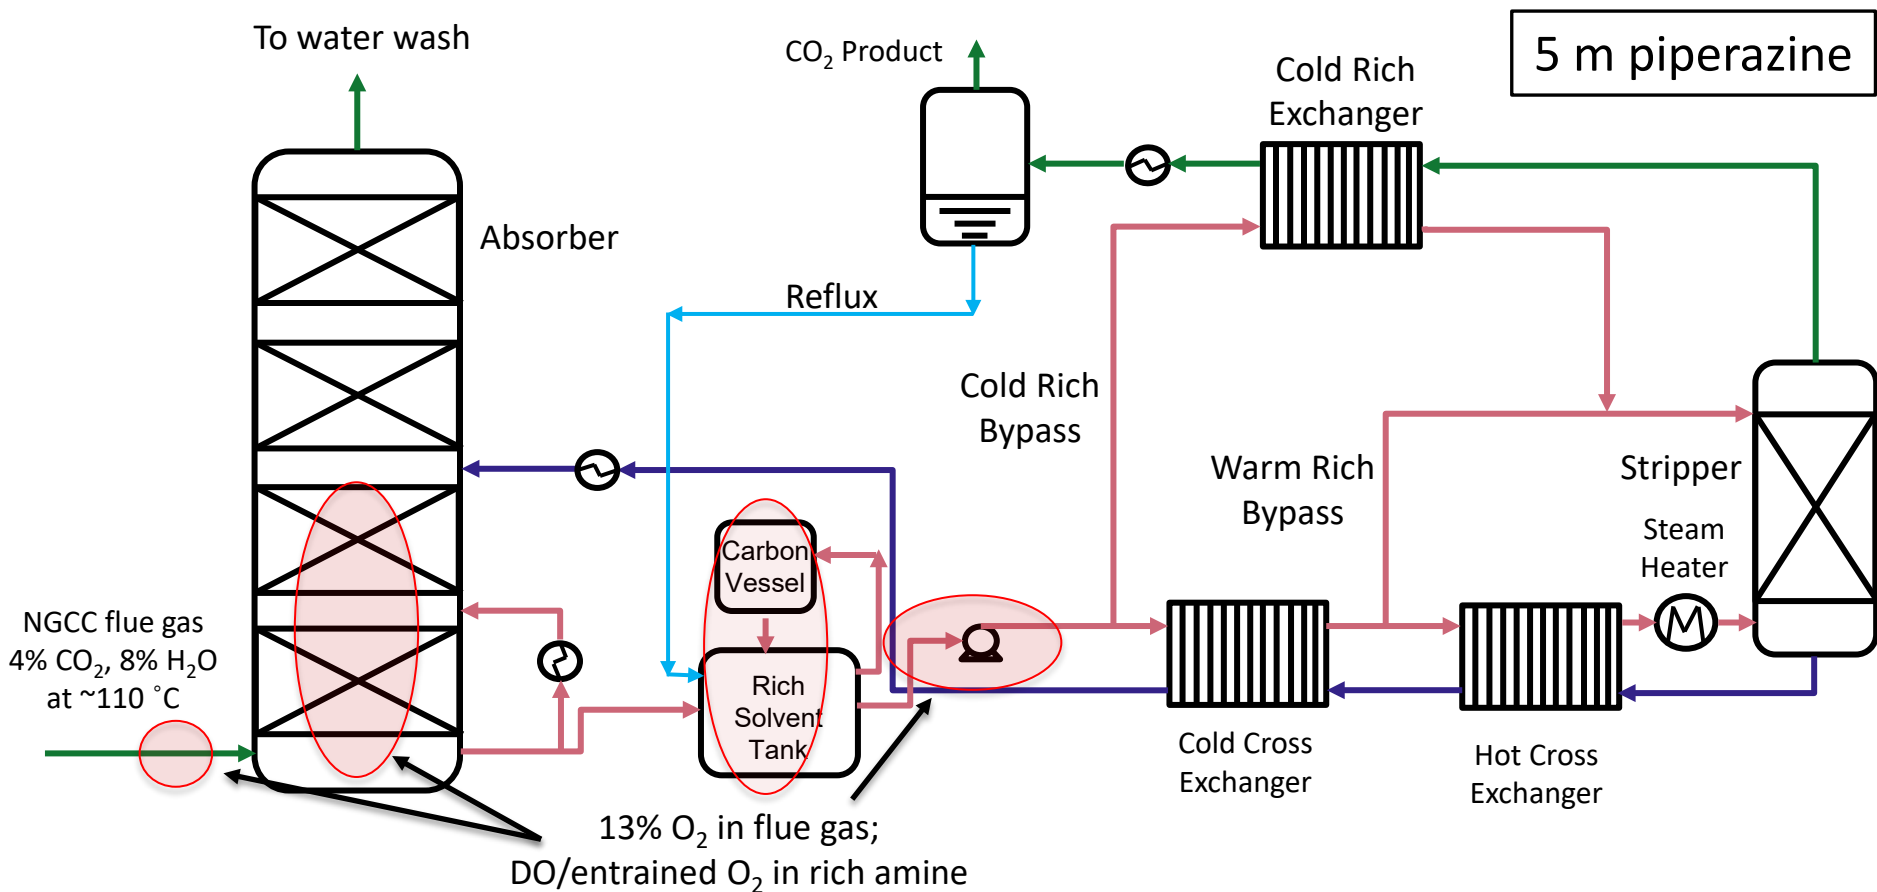 To water wash
CO₂ Product
Cold Rich
Exchanger
5 m piperazine
Absorber
Reflux
Cold Rich
Bypass
Warm Rich
Bypass
Stripper
Steam
Heater
Carbon
Vessel
NGCC flue gas
4% CO₂, 8% H₂O
at ~110 ˚C
Rich
Solvent
Tank
Cold Cross
Exchanger
Hot Cross
Exchanger
13% O₂ in flue gas;
DO/entrained O₂ in rich amine